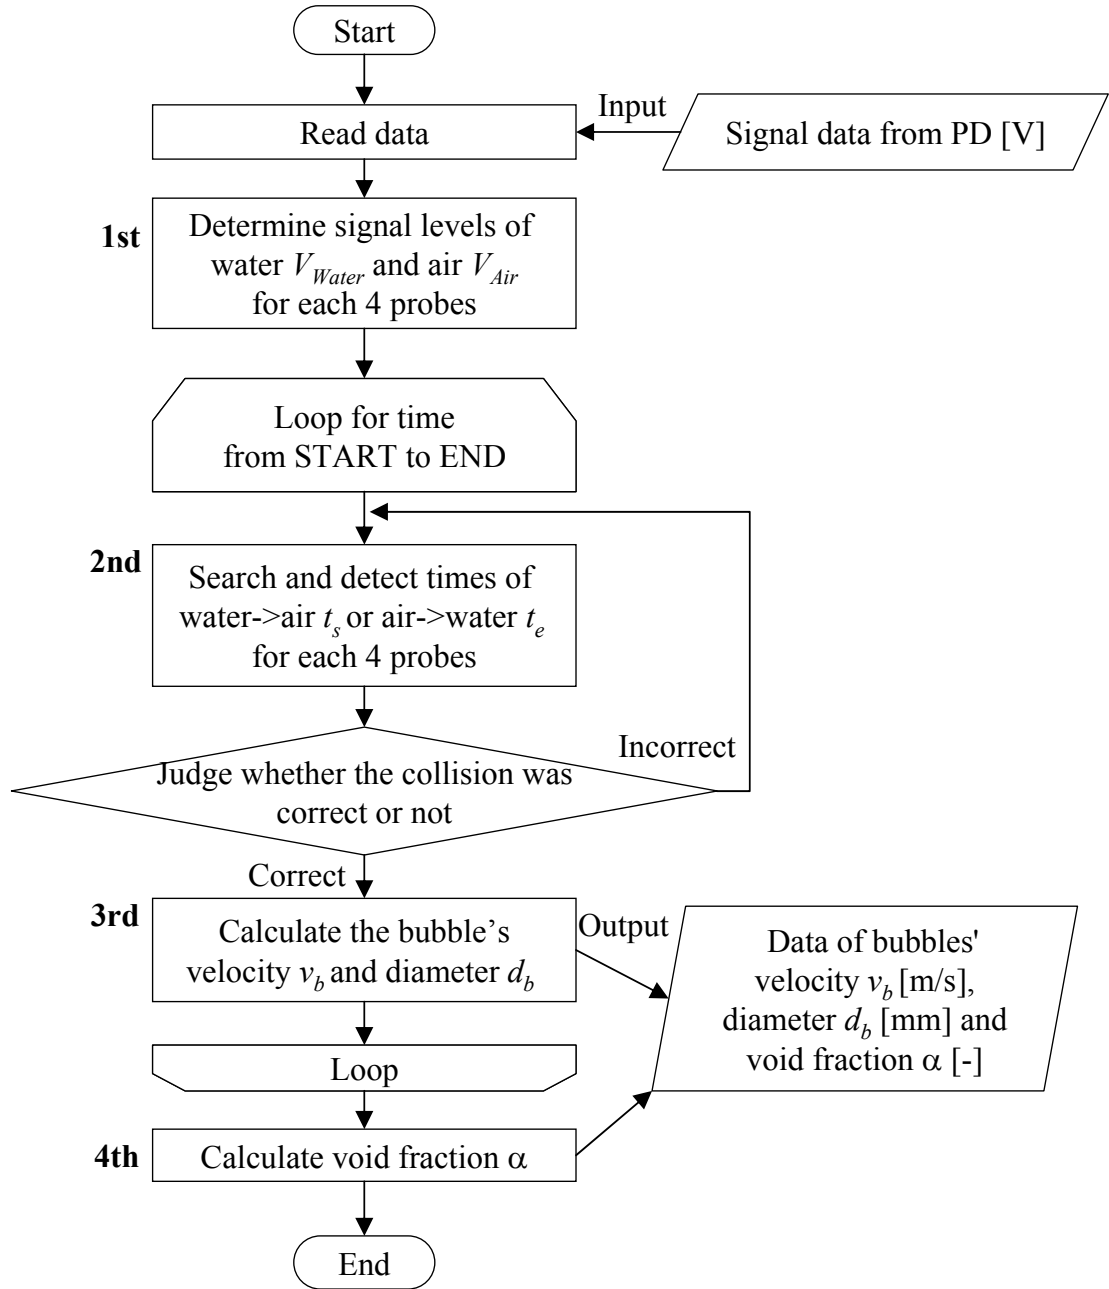 Start
Read data
Input
Signal data from PD [V]
1st
Determine signal levels of
water V_Water and air V_Air
for each 4 probes
Loop for time
from START to END
2nd
Search and detect times of
water->air t_s or air->water t_e
for each 4 probes
Judge whether the collision was
correct or not
Incorrect
Correct
3rd
Calculate the bubble’s
velocity v_b and diameter d_b
Output
Data of bubbles'
velocity v_b [m/s],
diameter d_b [mm] and
void fraction α [-]
Loop
4th
Calculate void fraction α
End